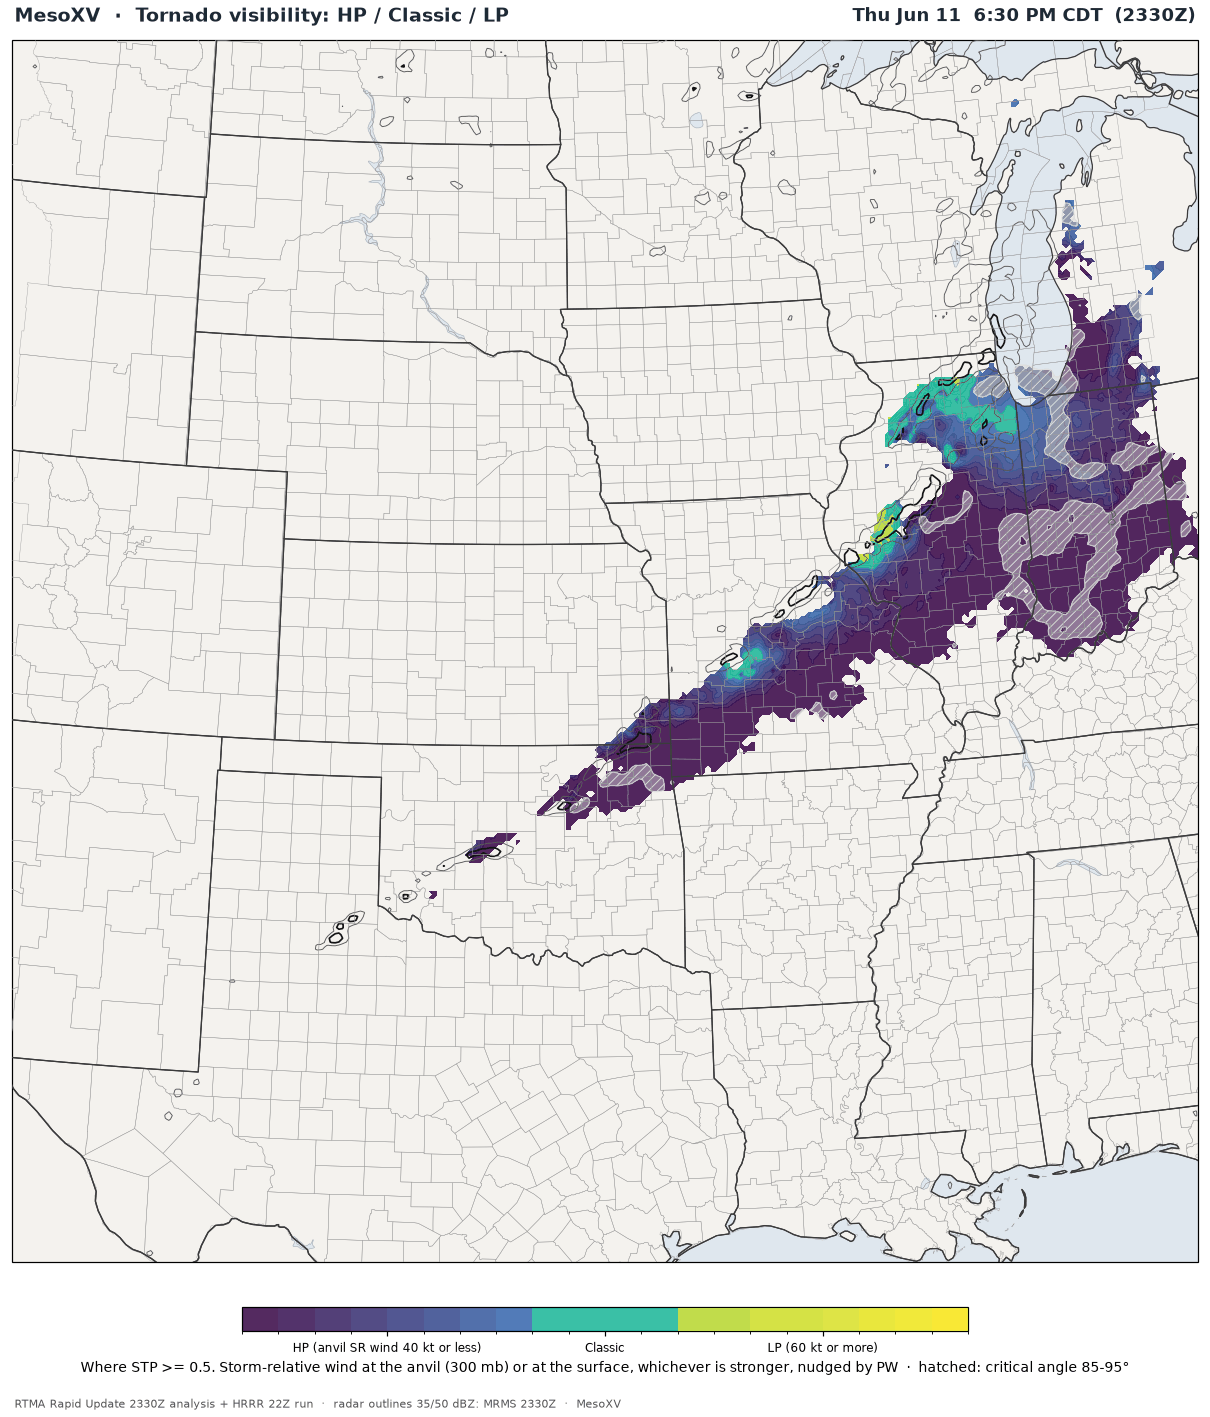 MesoXV · Tornado visibility: HP / Classic / LP
Thu Jun 11 6:30 PM CDT (2330Z)
HP (anvil SR wind 40 kt or less)
Classic
LP (60 kt or more)
Where STP >= 0.5. Storm-relative wind at the anvil (300 mb) or at the surface, whichever is stronger, nudged by PW · hatched: critical angle 85-95°
RTMA Rapid Update 2330Z analysis + HRRR 22Z run · radar outlines 35/50 dBZ: MRMS 2330Z · MesoXV